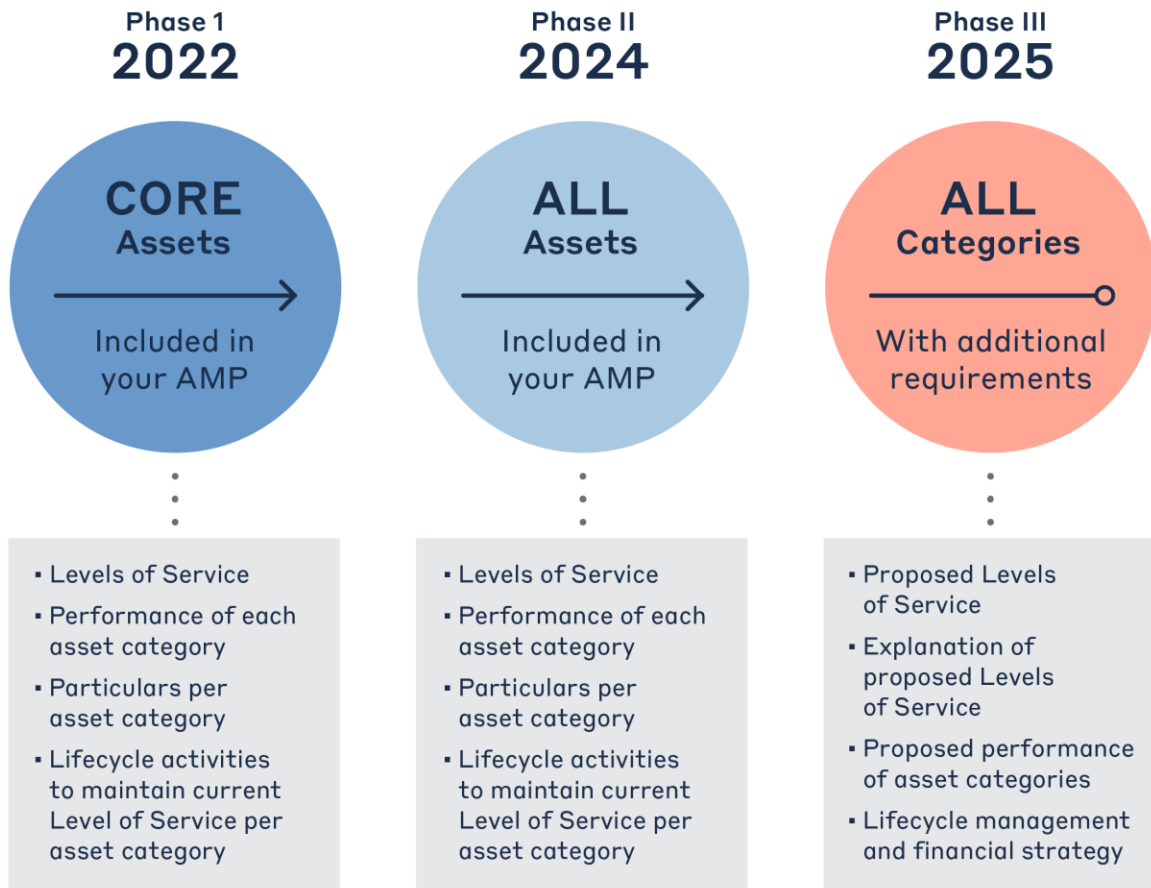 Phase 1
2022
CORE
Assets
Included in
your AMP
▪ Levels of Service
▪ Performance of each
asset category
▪ Particulars per
asset category
▪ Lifecycle activities
to maintain current
Level of Service per
asset category
Phase II
2024
ALL
Assets
Included in
your AMP
▪ Levels of Service
▪ Performance of each
asset category
▪ Particulars per
asset category
▪ Lifecycle activities
to maintain current
Level of Service per
asset category
Phase III
2025
ALL
Categories
With additional
requirements
▪ Proposed Levels
of Service
▪ Explanation of
proposed Levels
of Service
▪ Proposed performance
of asset categories
▪ Lifecycle management
and financial strategy